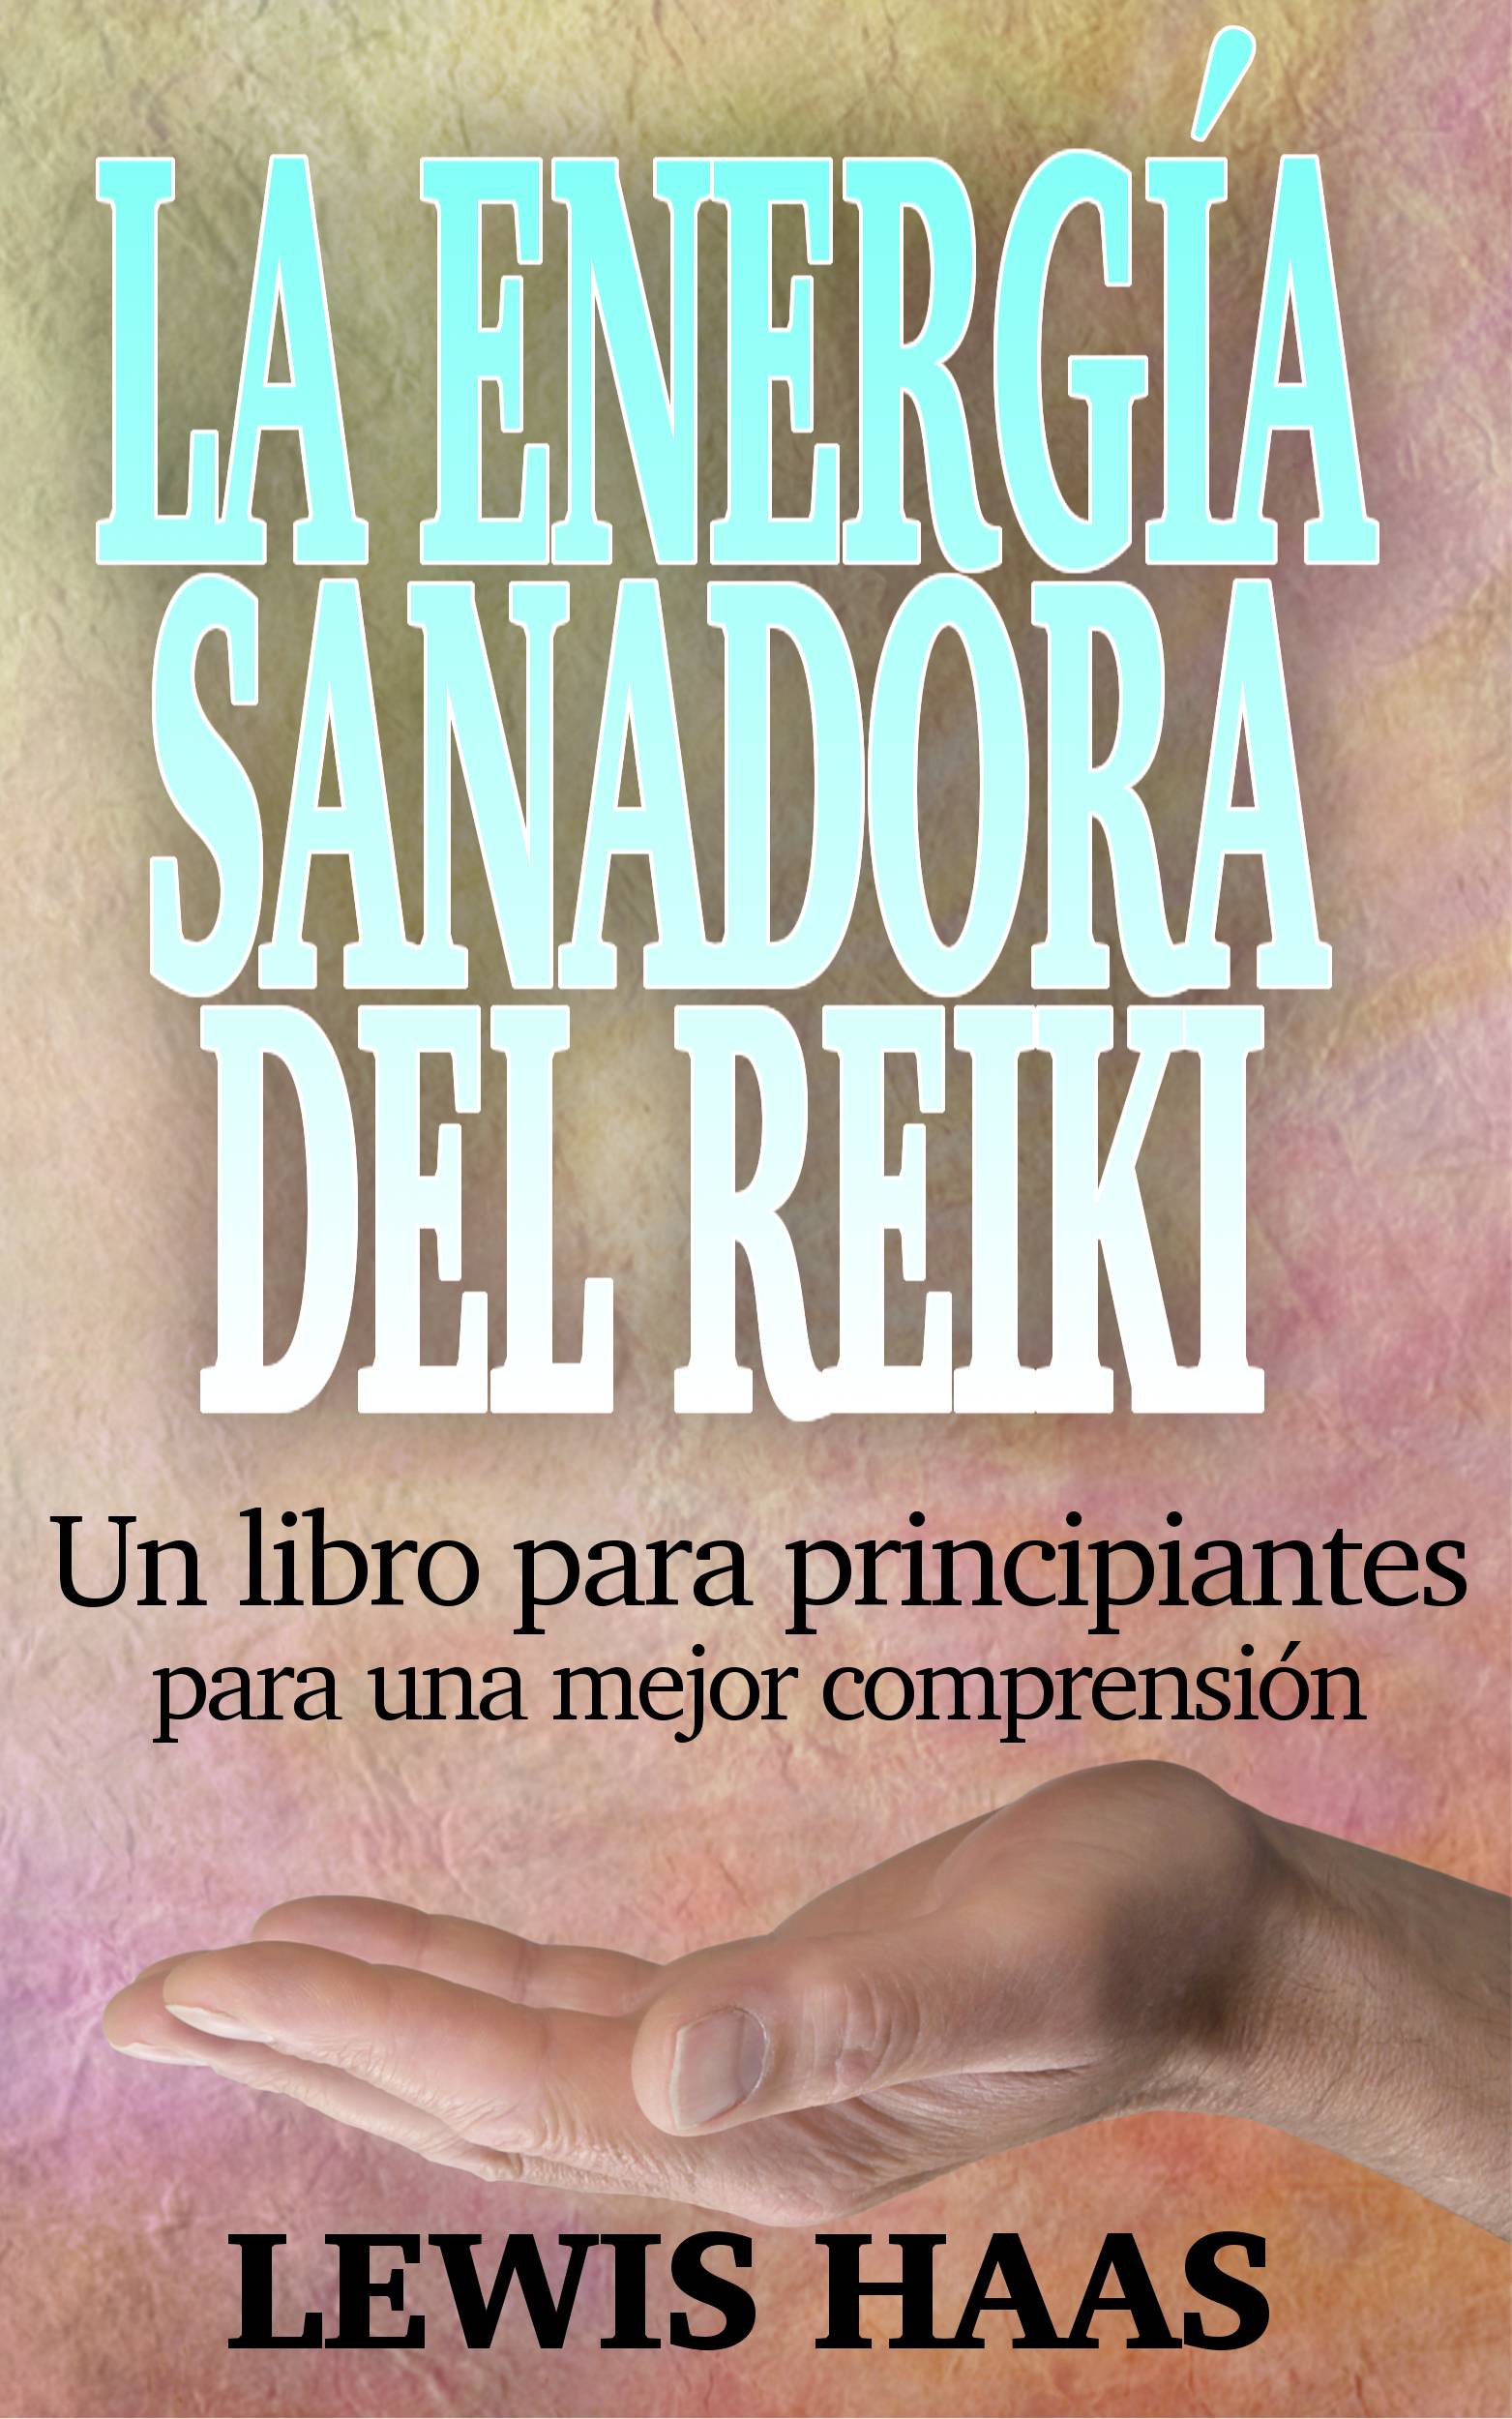 LA ENERGÍA
SANADORA
DEL REIKI
Un libro para principiantes
para una mejor comprensión
LEWIS HAAS